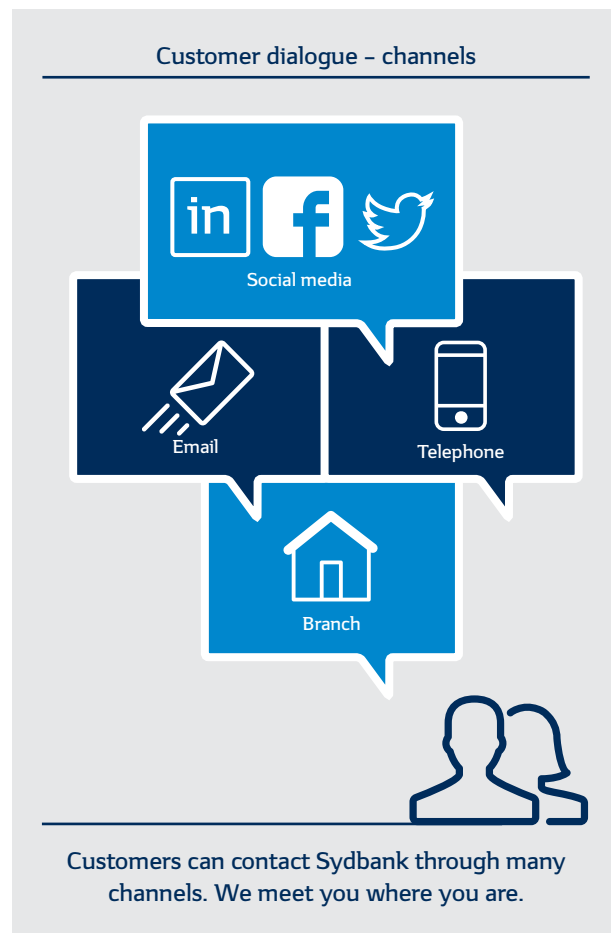 Customer dialogue – channels
in f
Social media
Email
Telephone
Branch
Customers can contact Sydbank through many
channels. We meet you where you are.